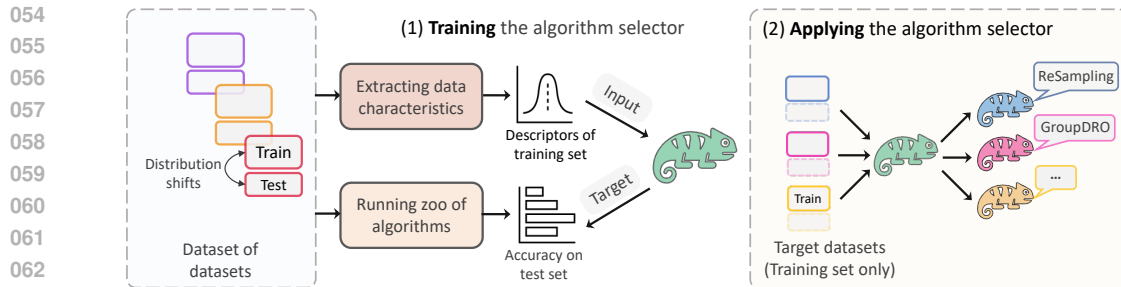 054
055
056
057
058
059
060
061
062
(1) Training the algorithm selector
Train
Test
Distribution
shifts
Dataset of
datasets
Extracting data
characteristics
Descriptors of
training set
Input
Running zoo of
algorithms
Accuracy on
test set
Target
(2) Applying the algorithm selector
Train
Target datasets
(Training set only)
ReSampling
GroupDRO
...